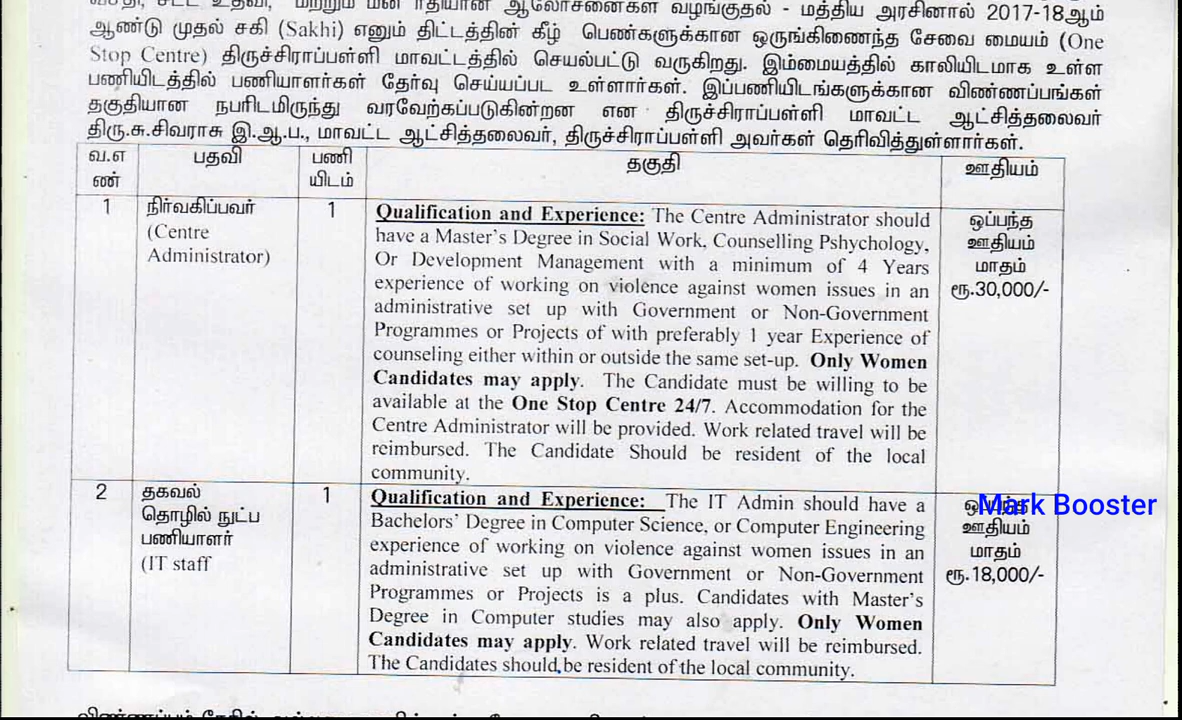 மற்றும் மன ரீதியான ஆலோசனைகள் வழங்குதல் - மத்திய அரசினால் 2017-18ஆம்
ஆண்டு முதல் சகி (Sakhi) எனும் திட்டத்தின் கீழ் பெண்களுக்கான ஒருங்கிணைந்த சேவை மையம் (One
Stop Centre) திருச்சிராப்பள்ளி மாவட்டத்தில் செயல்பட்டு வருகிறது. இம்மையத்தில் காலியிடமாக உள்ள
பணியிடத்தில் பணியாளர்கள் தேர்வு செய்யப்பட உள்ளார்கள். இப்பணியிடங்களுக்கான விண்ணப்பங்கள்
தகுதியான நபரிடமிருந்து வரவேற்கப்படுகின்றன என திருச்சிராப்பள்ளி மாவட்ட ஆட்சித்தலைவர்
திரு.சு.சிவராசு இ.ஆ.ப., மாவட்ட ஆட்சித்தலைவர், திருச்சிராப்பள்ளி அவர்கள் தெரிவித்துள்ளார்கள்.
வ.எ
ண்
பதவி
பணி
யிடம்
தகுதி
ஊதியம்
1
நிர்வகிப்பவர்
(Centre
Administrator)
1
Qualification and Experience: The Centre Administrator should
have a Master's Degree in Social Work, Counselling Pshychology,
Or Development Management with a minimum of 4 Years
experience of working on violence against women issues in an
administrative set up with Government or Non-Government
Programmes or Projects of with preferably 1 year Experience of
counseling either within or outside the same set-up. Only Women
Candidates may apply. The Candidate must be willing to be
available at the One Stop Centre 24/7. Accommodation for the
Centre Administrator will be provided. Work related travel will be
reimbursed. The Candidate Should be resident of the local
community.
ஒப்பந்த
ஊதியம்
மாதம்
ரூ.30,000/-
2
தகவல்
தொழில் நுட்ப
பணியாளர்
(IT staff
1
Qualification and Experience: The IT Admin should have a
Bachelors' Degree in Computer Science, or Computer Engineering
experience of working on violence against women issues in an
administrative set up with Government or Non-Government
Programmes or Projects is a plus. Candidates with Master's
Degree in Computer studies may also apply. Only Women
Candidates may apply. Work related travel will be reimbursed.
The Candidates should be resident of the local community.
Mark Booster
ஊதியம்
மாதம்
ரூ.18,000/-